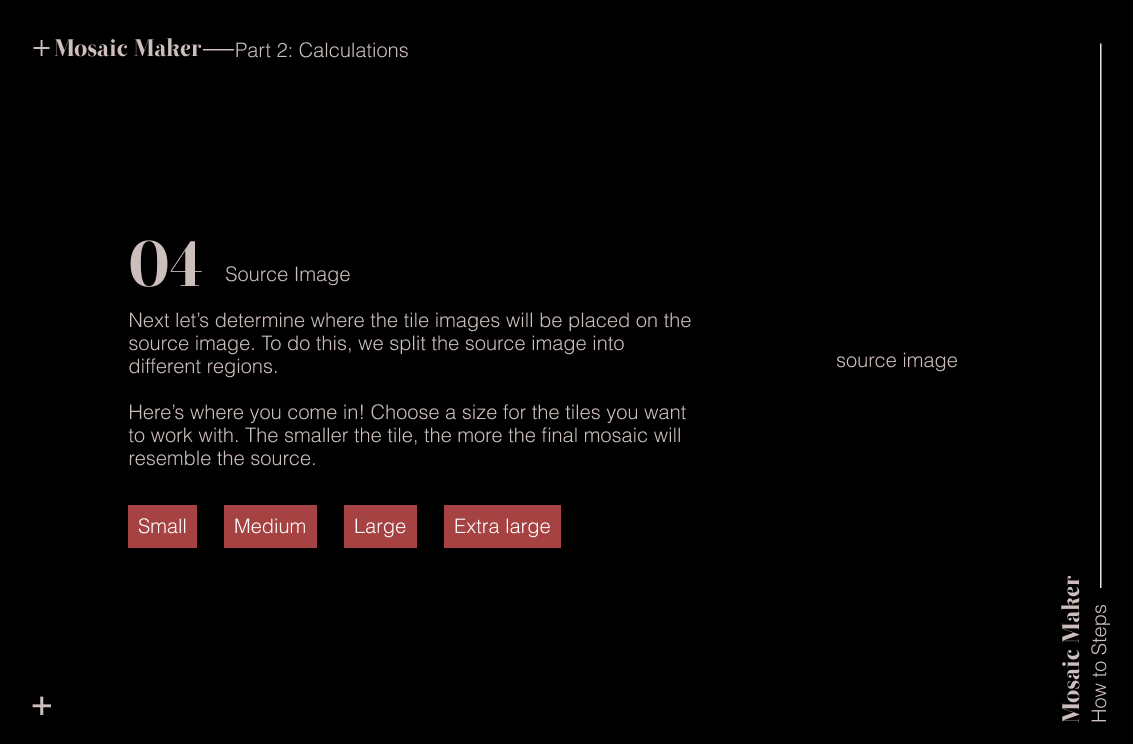 + Mosaic Maker—Part 2: Calculations
04 Source Image
Next let’s determine where the tile images will be placed on the
source image. To do this, we split the source image into
different regions.
Here’s where you come in! Choose a size for the tiles you want
to work with. The smaller the tile, the more the final mosaic will
resemble the source.
Small Medium Large Extra large
source image
Mosaic Maker
How to Steps
+